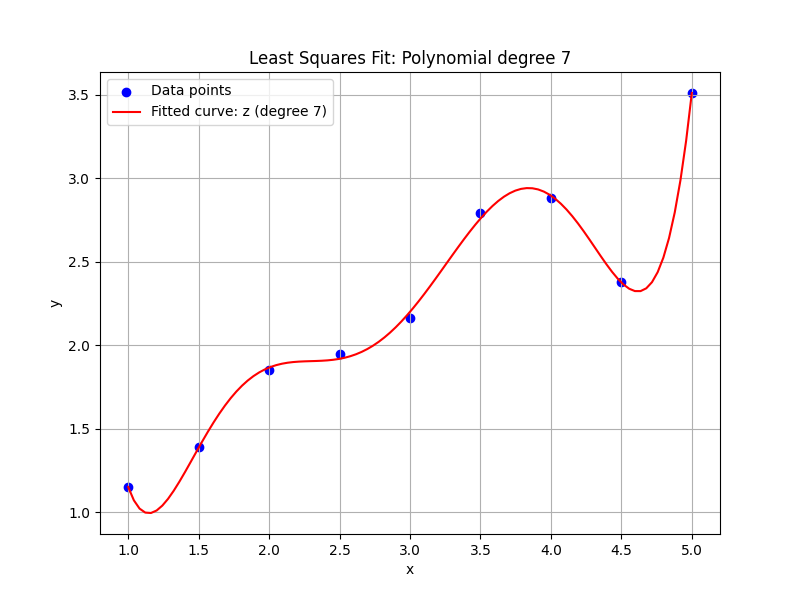 Least Squares Fit: Polynomial degree 7
Data points
Fitted curve: z (degree 7)
3.5
3.0
2.5
2.0
1.5
1.0
y
1.0 1.5 2.0 2.5 3.0 3.5 4.0 4.5 5.0
x